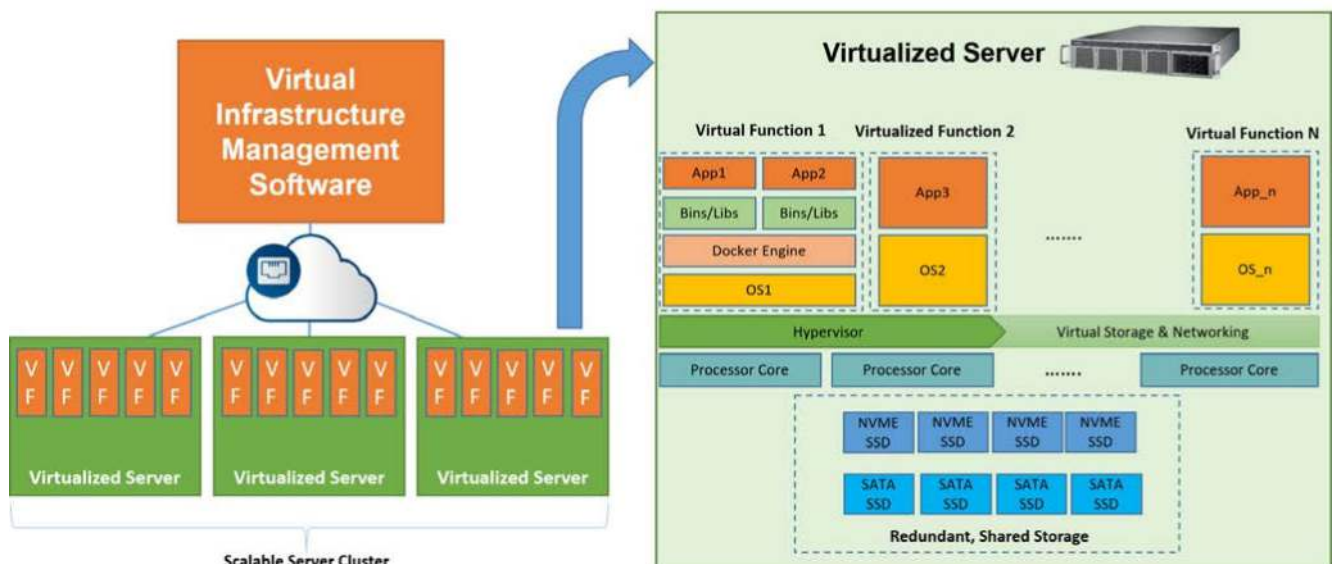 Virtual
Infrastructure
Management
Software
V F V F V F V F V F
Virtualized Server
V F V F V F V F V F
Virtualized Server
V F V F V F V F V F
Virtualized Server
Scalable Server Cluster
Virtualized Server
Virtual Function 1
Virtualized Function 2
Virtual Function N
App1
App2
Bins/Libs
Bins/Libs
Docker Engine
OS1
App3
OS2
.......
App_n
OS_n
Hypervisor
Virtual Storage & Networking
Processor Core
Processor Core
.......
Processor Core
NVME
SSD
NVME
SSD
NVME
SSD
NVME
SSD
SATA
SSD
SATA
SSD
SATA
SSD
SATA
SSD
Redundant, Shared Storage